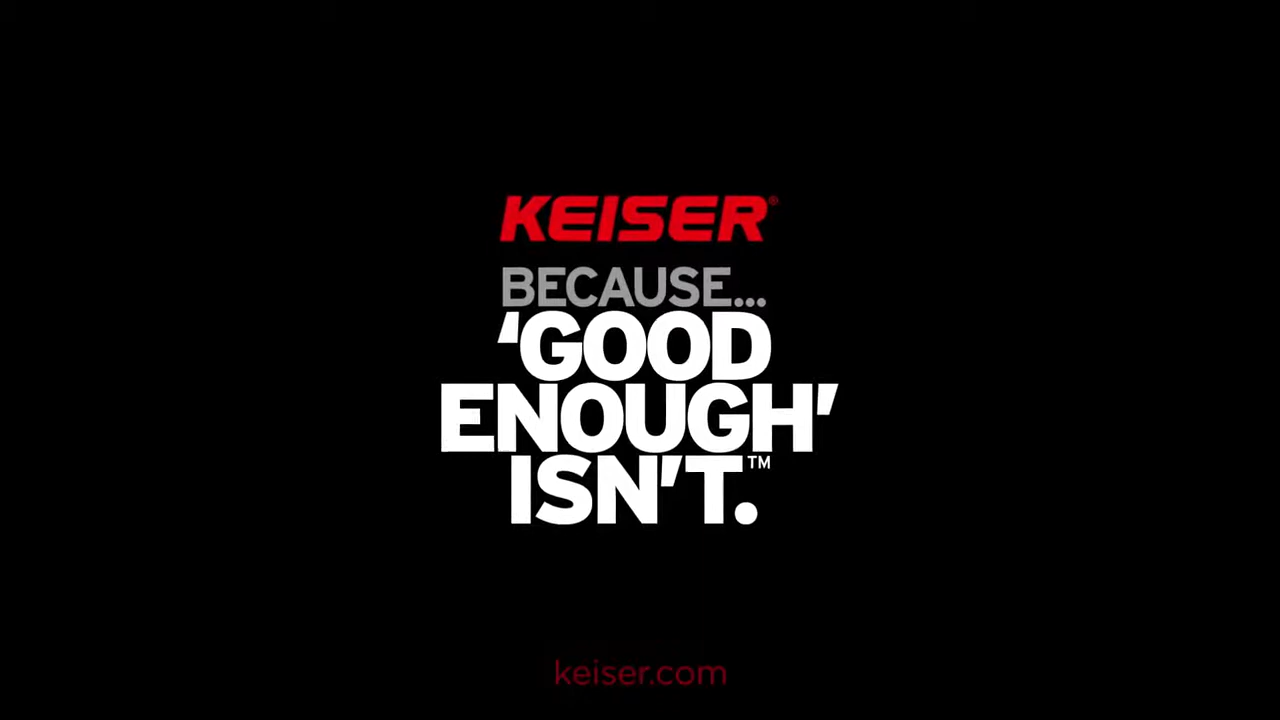 KEISER®
BECAUSE...
‘GOOD
ENOUGH’
ISN'T.™
keiser.com